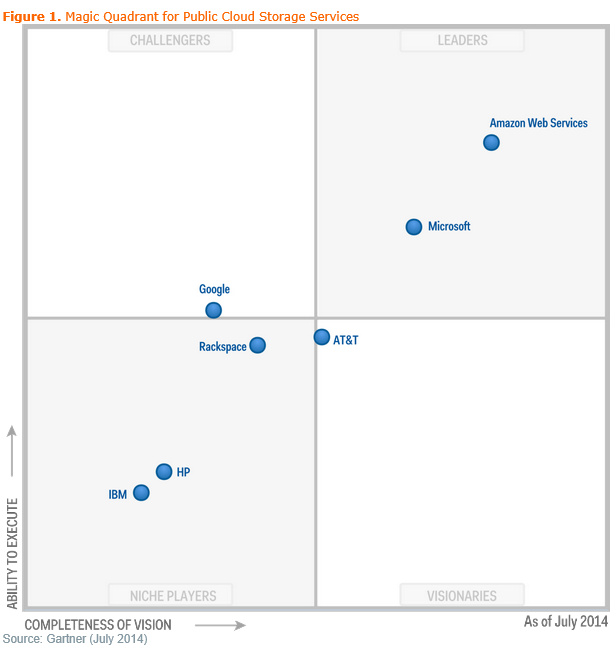 Figure 1. Magic Quadrant for Public Cloud Storage Services
CHALLENGERS
LEADERS
Amazon Web Services
Microsoft
Google
Rackspace
AT&T
HP
IBM
ABILITY TO EXECUTE
NICHE PLAYERS
VISIONARIES
COMPLETENESS OF VISION
As of July 2014
Source: Gartner (July 2014)